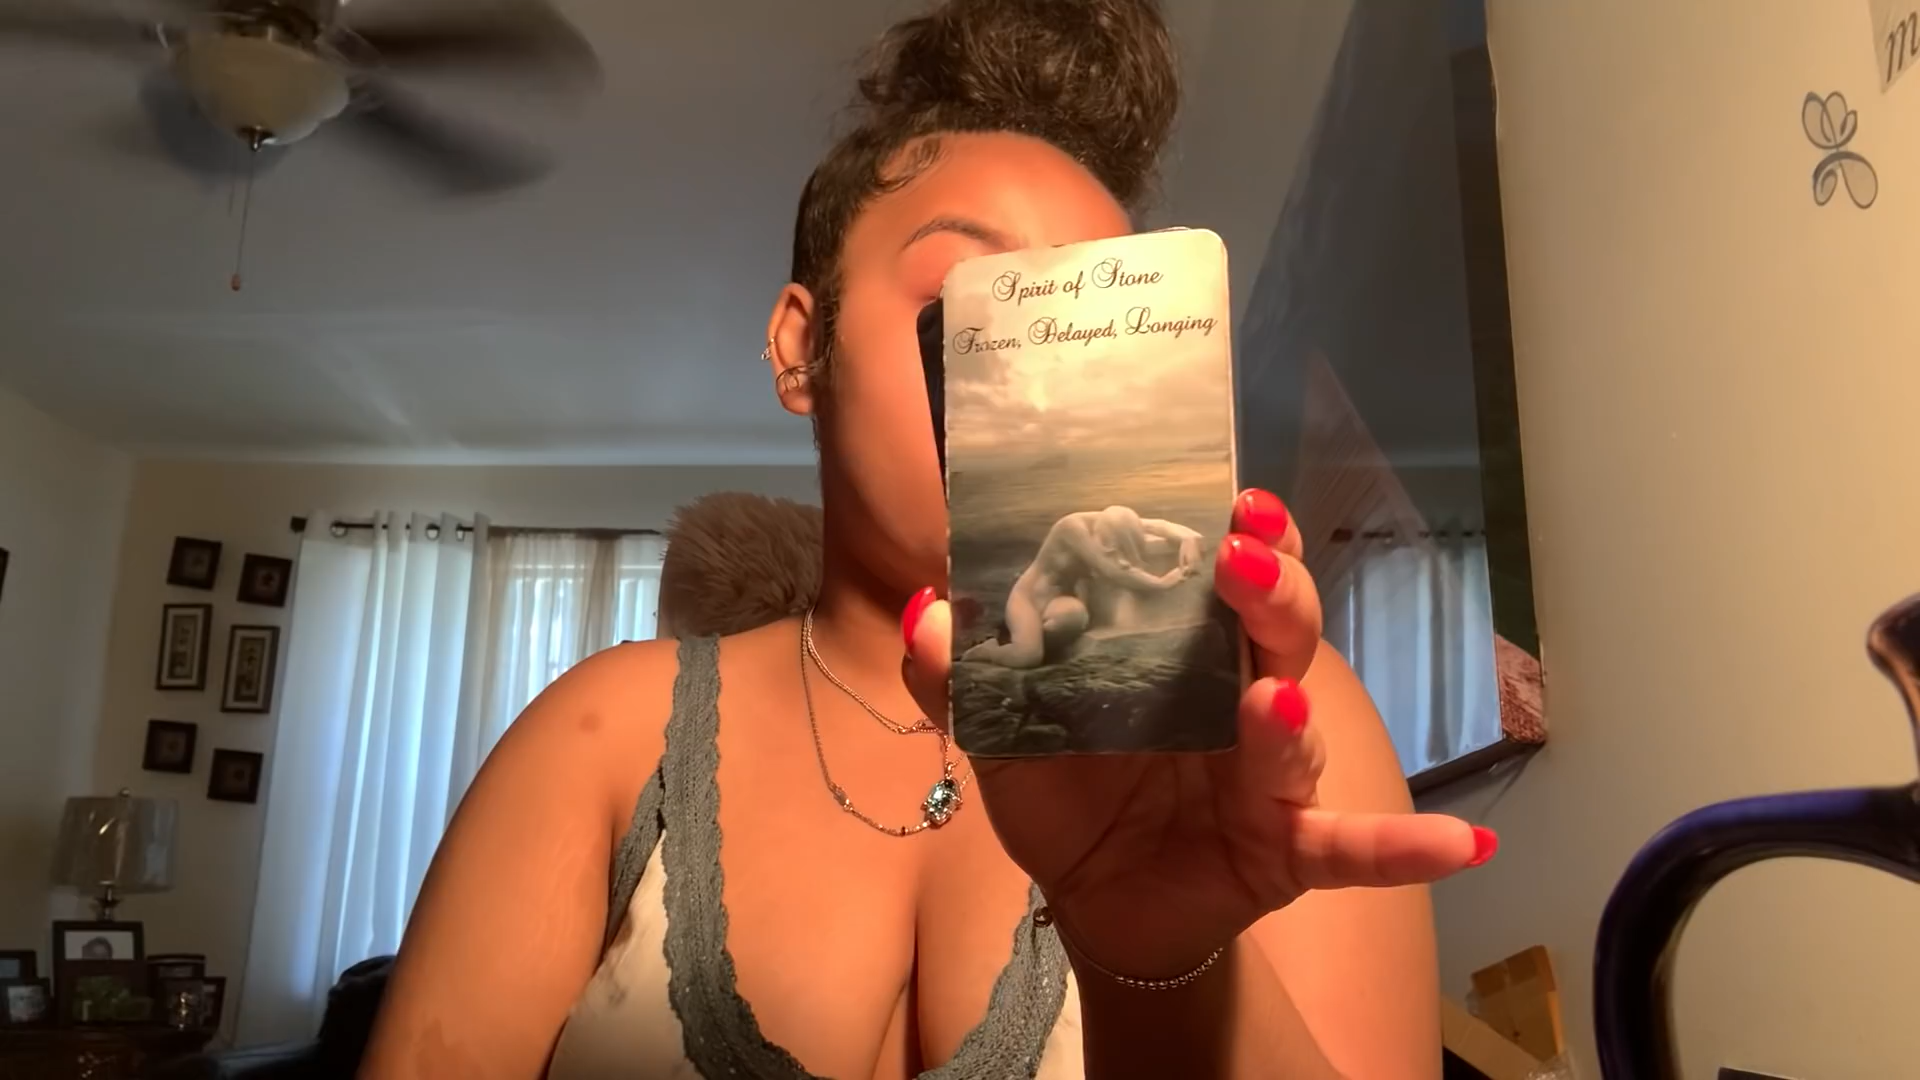 Spirit of Stone
Frozen, Delayed, Longing
m